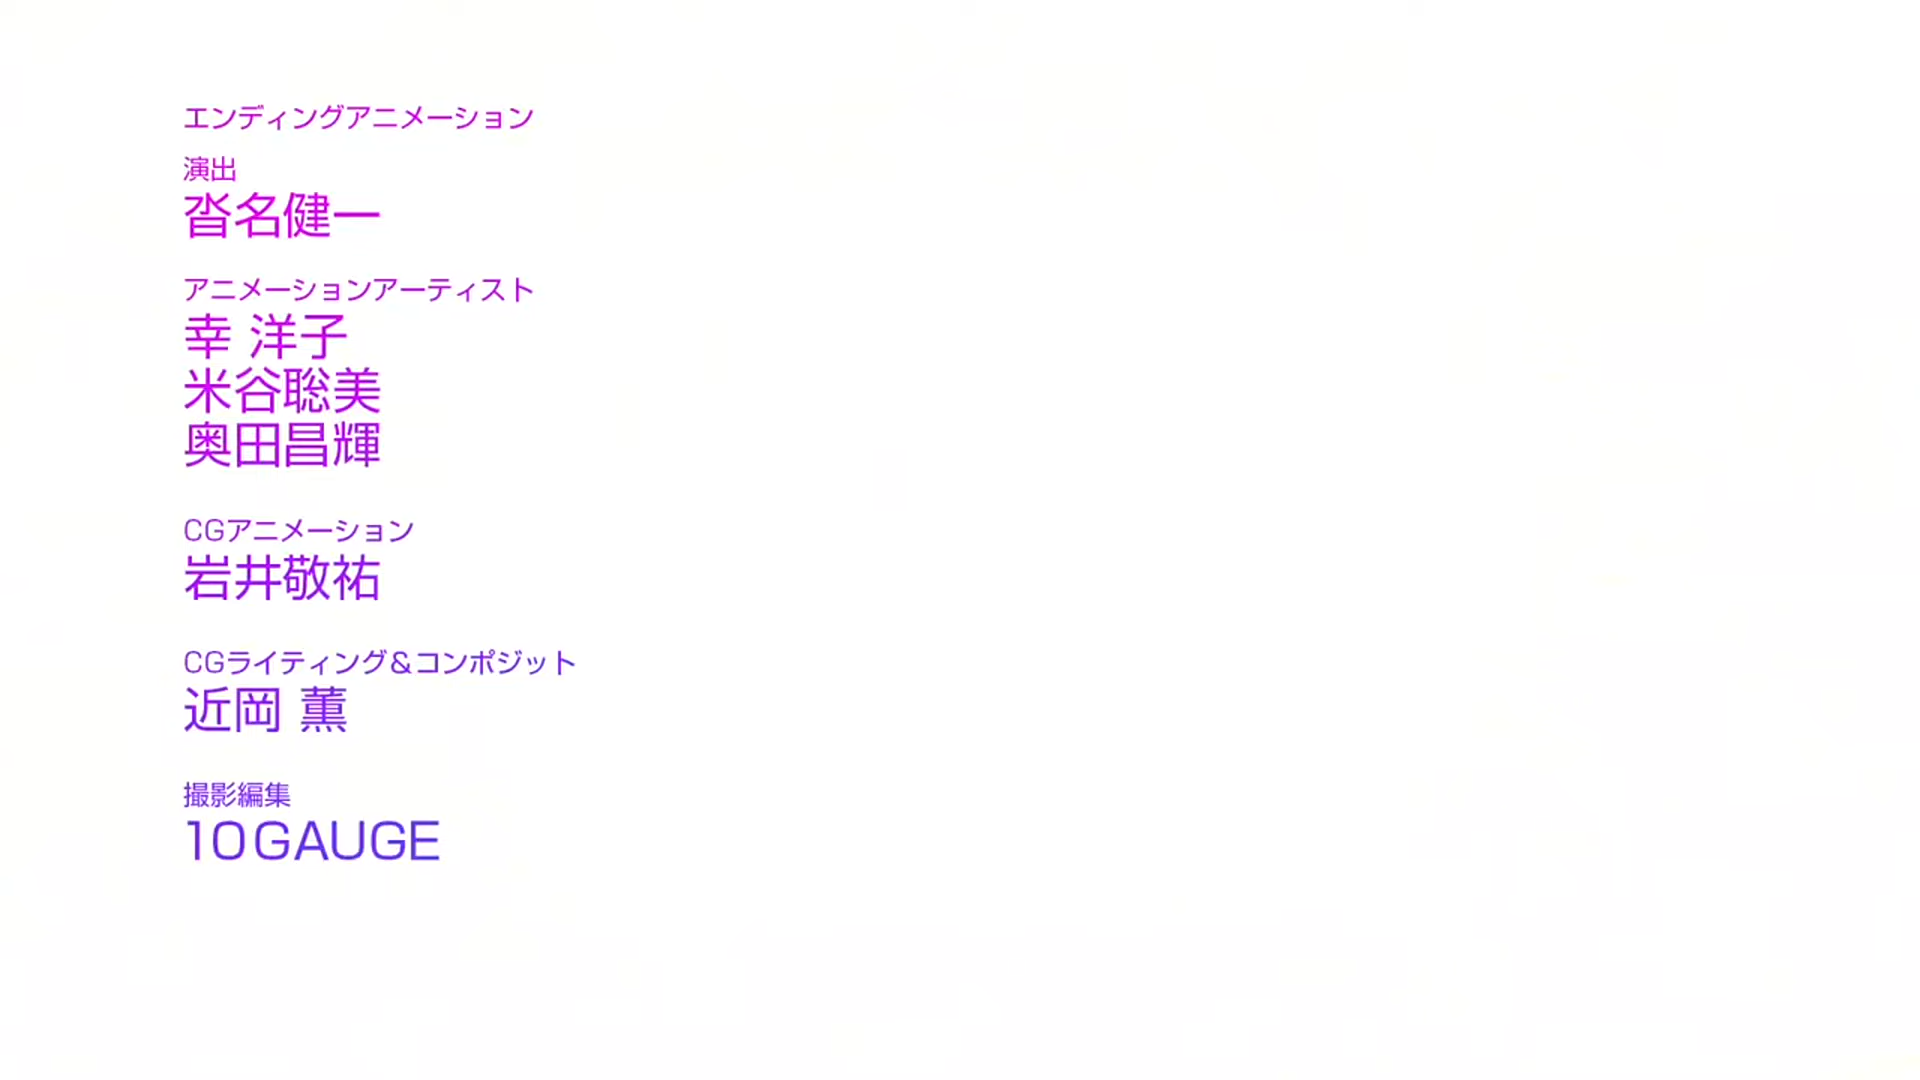 エンディングアニメーション
演出
沓名健一
アニメーションアーティスト
幸 洋子
米谷聡美
奥田昌輝
CGアニメーション
岩井敬祐
CGライティング&コンポジット
近岡 薫
撮影編集
10GAUGE